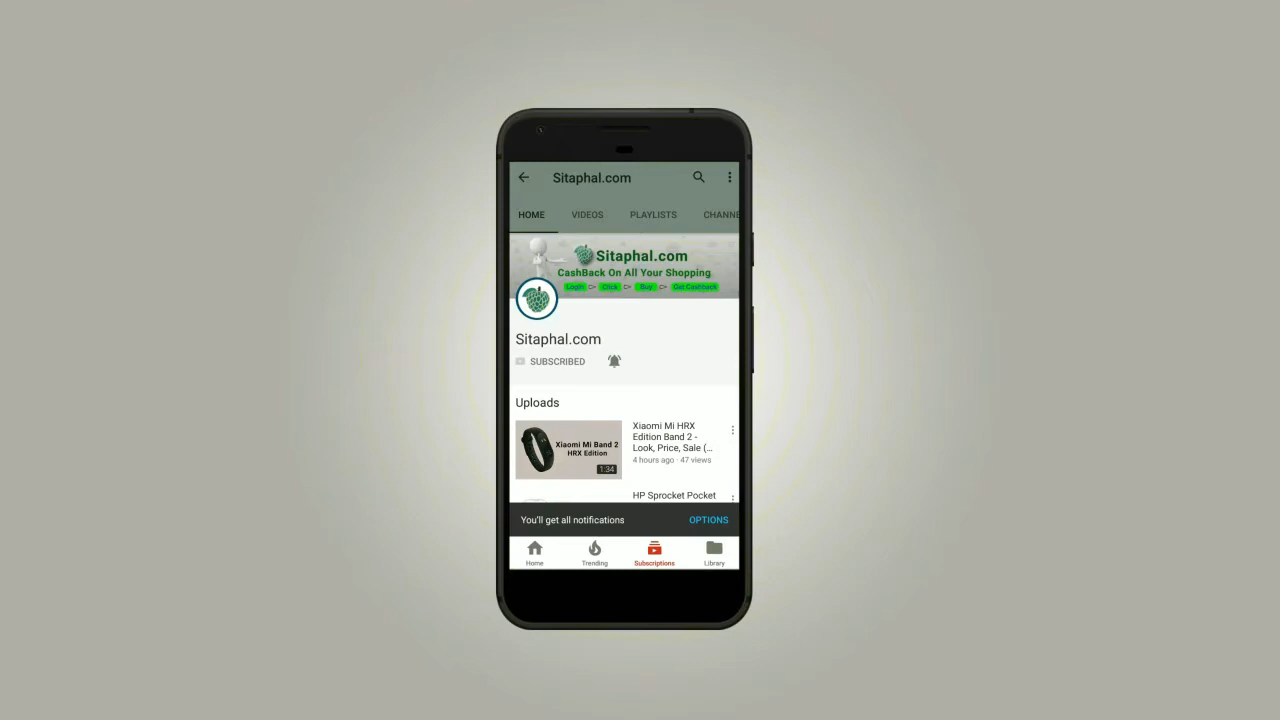 Sitaphal.com
HOME VIDEOS PLAYLISTS CHANNE
Sitaphal.com
CashBack On All Your Shopping
Login Click Buy Get Cashback
Sitaphal.com
SUBSCRIBED
Uploads
Xiaomi Mi Band 2
HRX Edition
1:34
Xiaomi Mi HRX
Edition Band 2 -
Look, Price, Sale (...
4 hours ago · 47 views
HP Sprocket Pocket
You'll get all notifications OPTIONS
Home Trending Subscriptions Library